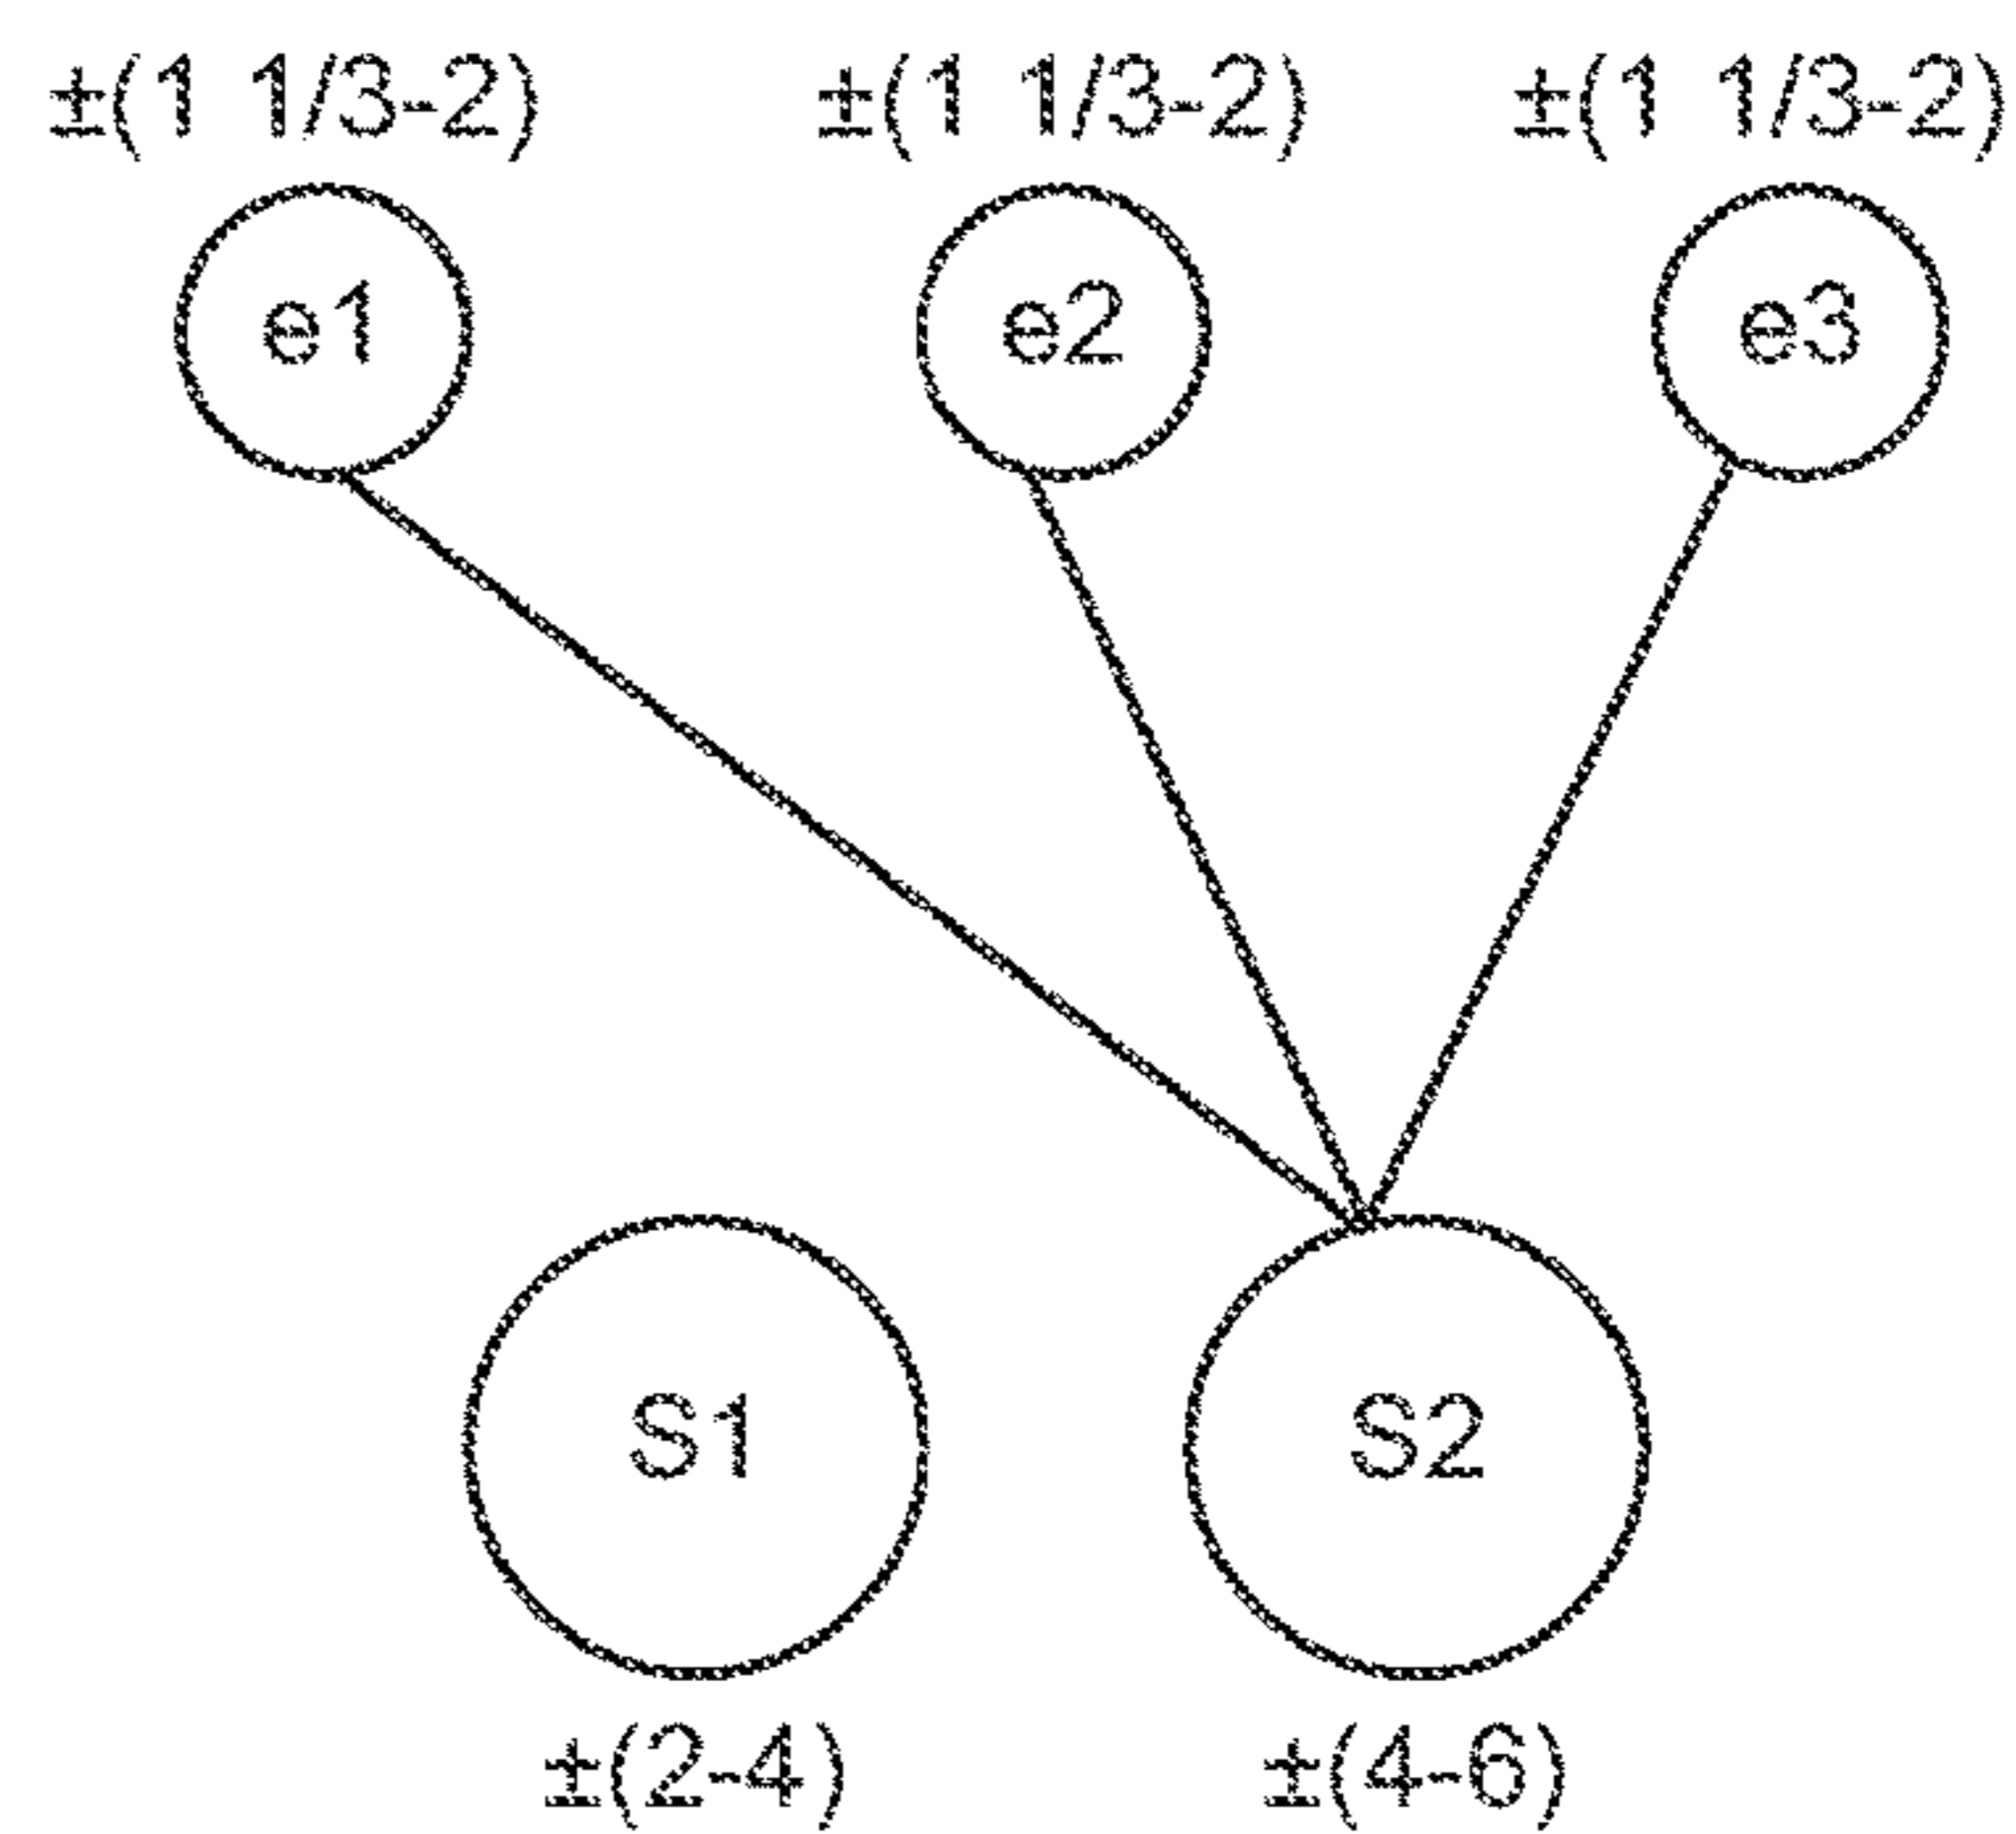 ±(1 1/3-2) ±(1 1/3-2) ±(1 1/3-2)
e1 e2 e3
S1 S2
±(2-4) ±(4-6)